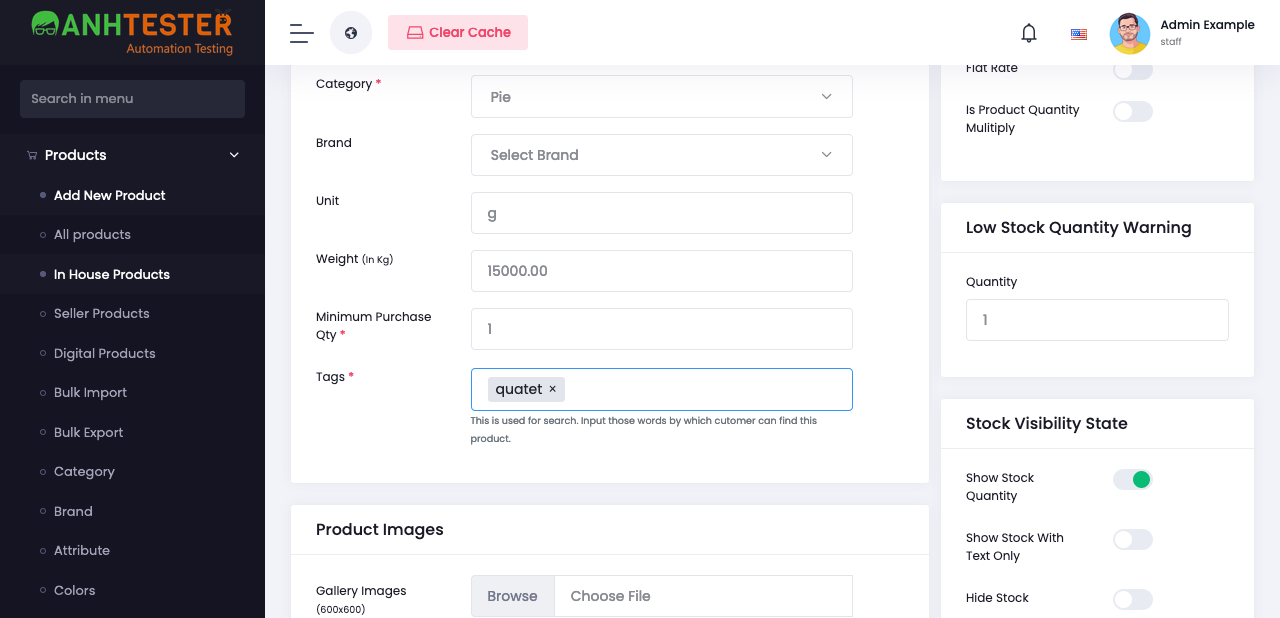 ANHTESTER
Automation Testing
Clear Cache
Admin Example
staff
Search in menu
Products
Add New Product
All products
In House Products
Seller Products
Digital Products
Bulk Import
Bulk Export
Category
Brand
Attribute
Colors
Category *
Pie
Brand
Select Brand
Unit
g
Weight (In Kg)
15000.00
Minimum Purchase
Qty *
1
Tags *
quatet ×
This is used for search. Input those words by which cutomer can find this
product.
Product Images
Gallery Images
(600x600)
Browse
Choose File
Flat Rate
Is Product Quantity
Mulitiply
Low Stock Quantity Warning
Quantity
1
Stock Visibility State
Show Stock
Quantity
Show Stock With
Text Only
Hide Stock